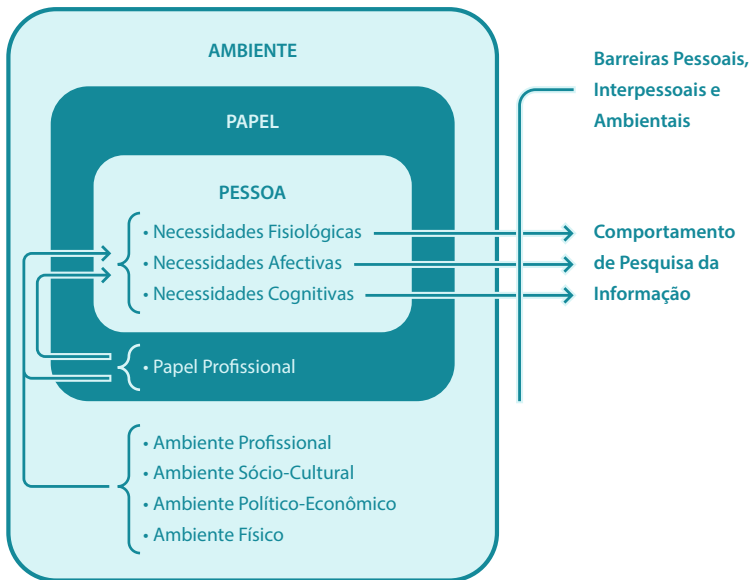 AMBIENTE
PAPEL
PESSOA
• Necessidades Fisiológicas
• Necessidades Afectivas
• Necessidades Cognitivas
• Papel Profissional
• Ambiente Profissional
• Ambiente Sócio-Cultural
• Ambiente Político-Econômico
• Ambiente Físico
Barreiras Pessoais,
Interpessoais e
Ambientais
Comportamento
de Pesquisa da
Informação